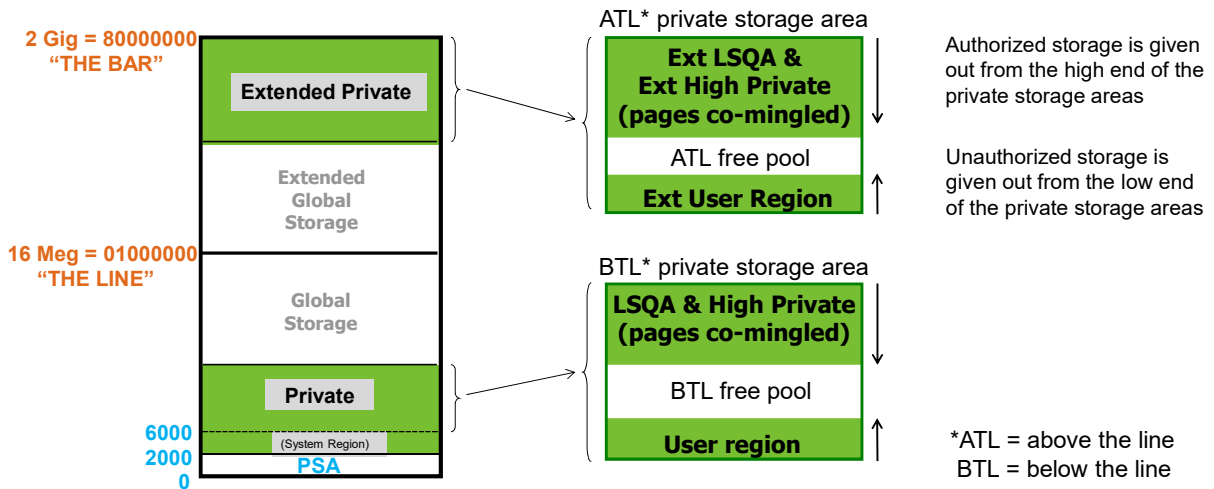 2 Gig = 80000000
“THE BAR”
Extended Private
Extended
Global
Storage
16 Meg = 01000000
“THE LINE”
Global
Storage
Private
6000
(System Region)
2000
PSA
0
ATL* private storage area
Ext LSQA &
Ext High Private
(pages co-mingled)
ATL free pool
Ext User Region
BTL* private storage area
LSQA & High Private
(pages co-mingled)
BTL free pool
User region
Authorized storage is given
out from the high end of the
private storage areas
Unauthorized storage is
given out from the low end
of the private storage areas
*ATL = above the line
BTL = below the line